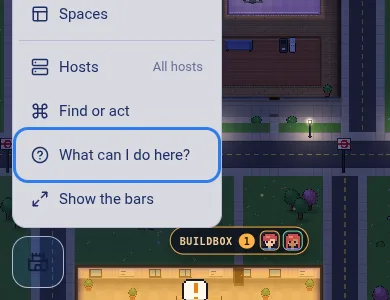 Spaces
Hosts All hosts
Find or act
What can I do here?
Show the bars
BUILDBOX 1